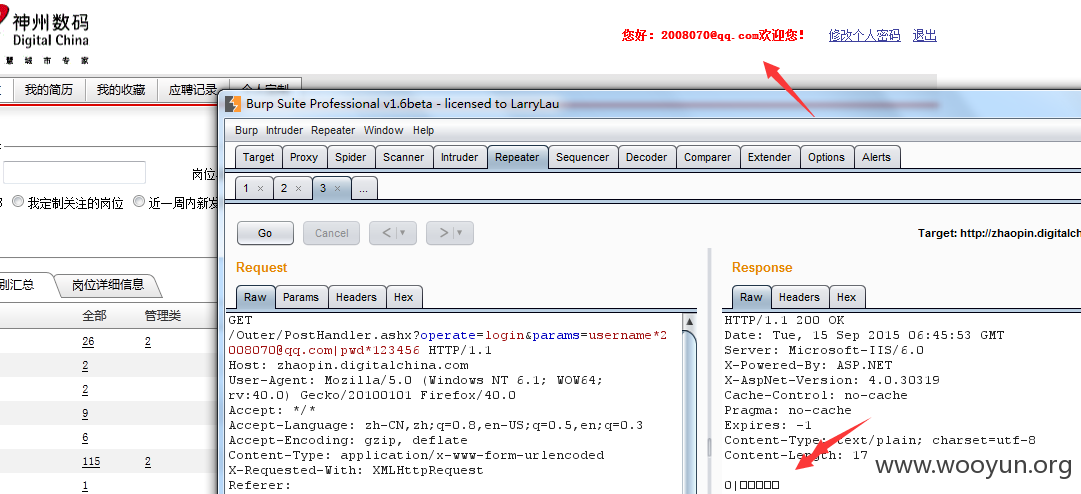 神州数码
Digital China
慧 城 市 专 家
您好：2008070@qq.com欢迎您！ 修改个人密码 退出
我的简历 我的收藏 应聘记录 个人定制
Burp Suite Professional v1.6beta - licensed to LarryLau
Burp Intruder Repeater Window Help
Target Proxy Spider Scanner Intruder Repeater Sequencer Decoder Comparer Extender Options Alerts
岗位
1 × 2 × 3 × ...
我定制关注的岗位 近一周内新发
Go Cancel < | ▼ > | ▼ Target: http://zhaopin.digitalch
Request
Response
别汇总 岗位详细信息
Raw Params Headers Hex
Raw Headers Hex
全部 管理类
26 2
2
2
9
6
115 2
1
GET
/Outer/PostHandler.ashx?operate=login&params=username*2
008070@qq.com|pwd*123456 HTTP/1.1
Host: zhaopin.digitalchina.com
User-Agent: Mozilla/5.0 (Windows NT 6.1; WOW64;
rv:40.0) Gecko/20100101 Firefox/40.0
Accept: */*
Accept-Language: zh-CN,zh;q=0.8,en-US;q=0.5,en;q=0.3
Accept-Encoding: gzip, deflate
Content-Type: application/x-www-form-urlencoded
X-Requested-With: XMLHttpRequest
Referer:
HTTP/1.1 200 OK
Date: Tue, 15 Sep 2015 06:45:53 GMT
Server: Microsoft-IIS/6.0
X-Powered-By: ASP.NET
X-AspNet-Version: 4.0.30319
Cache-Control: no-cache
Pragma: no-cache
Expires: -1
Content-Type: text/plain; charset=utf-8
Content-Length: 17
0|□□□□□
www.wooyun.org